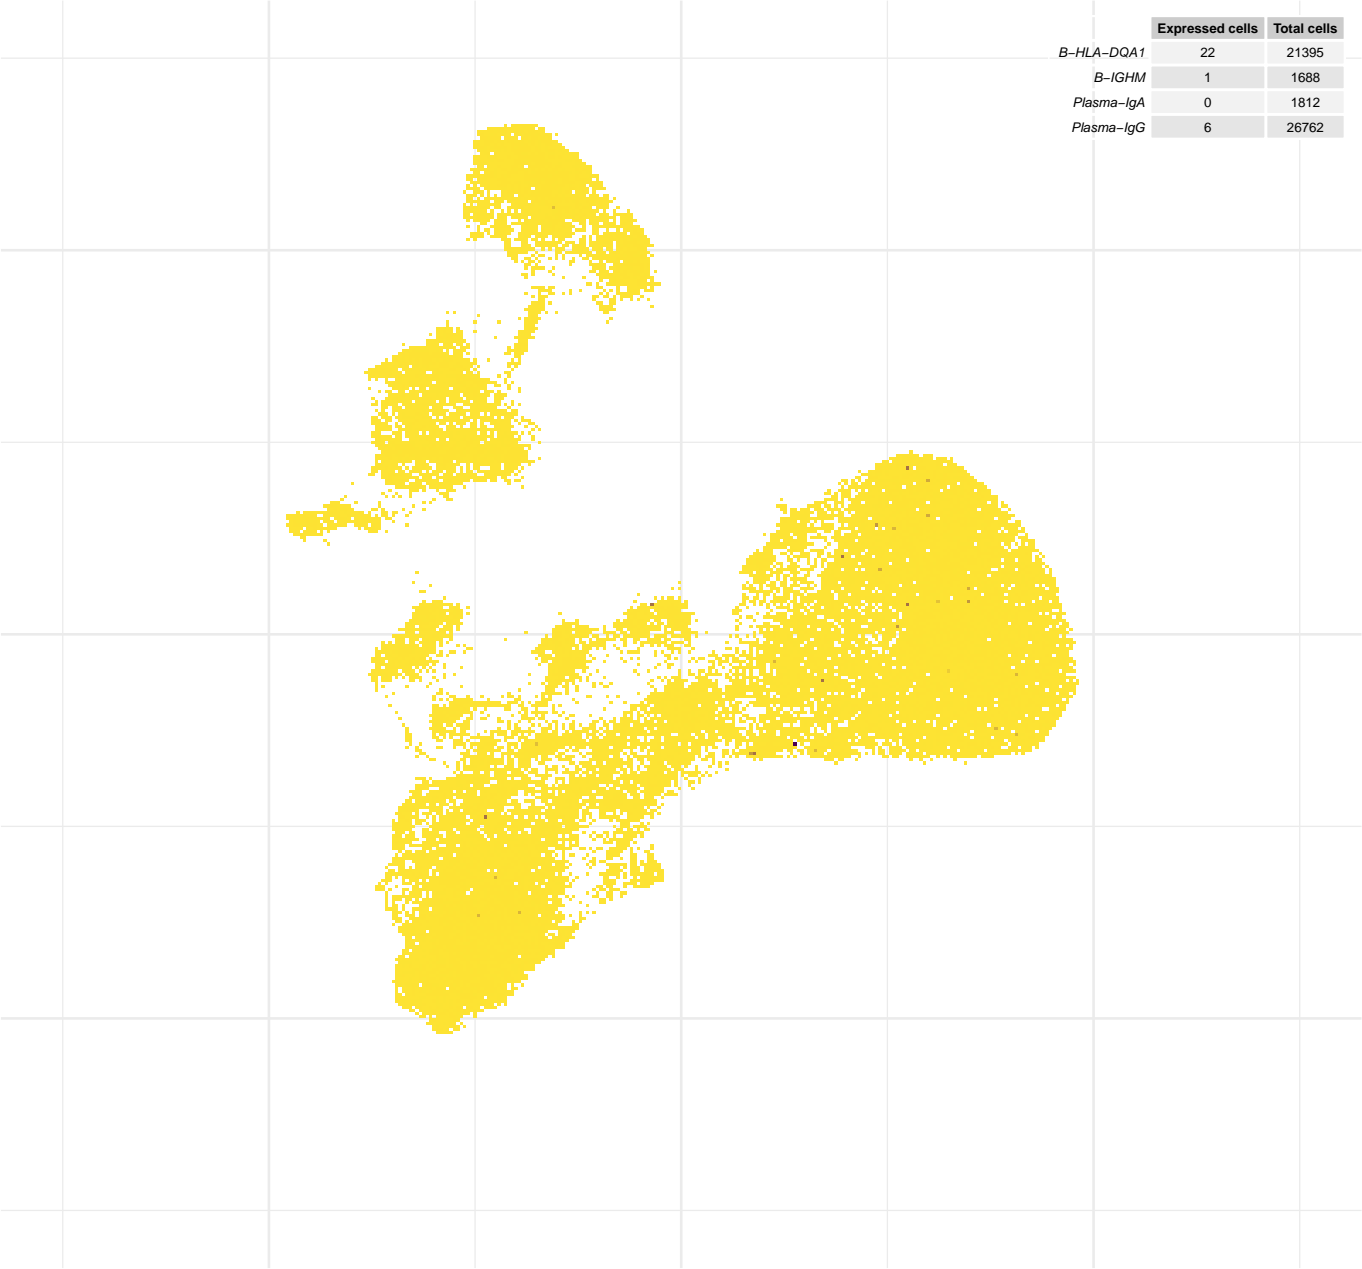 Expressed cells Total cells
B−HLA−DQA1 22 21395
B−IGHM 1 1688
Plasma−IgA 0 1812
Plasma−IgG 6 26762